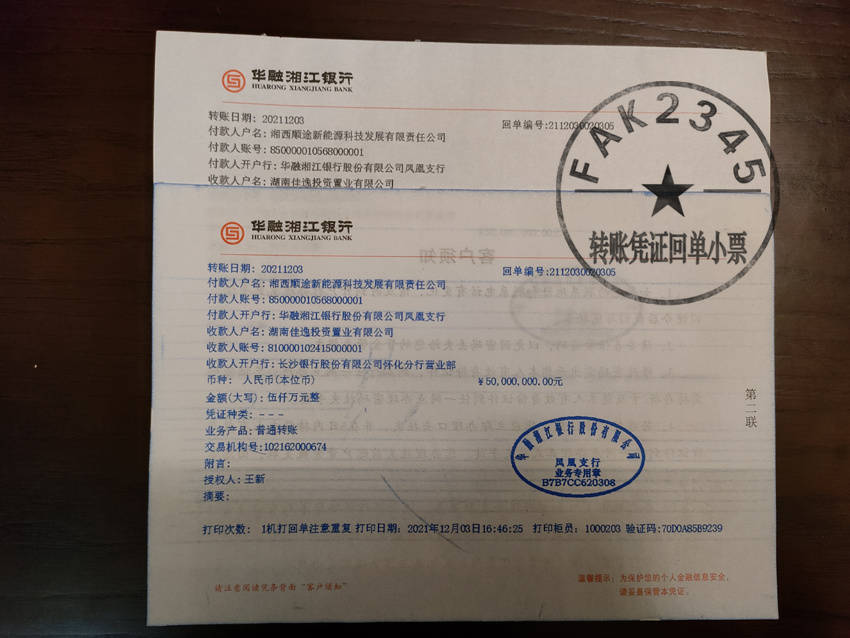 华融湘江银行
HUARONG XIANGJIANG BANK
转账日期: 20211203
回单编号:2112030020305
付款人户名: 湘西顺途新能源科技发展有限责任公司
付款人账号: 850000010568000001
付款人开户行: 华融湘江银行股份有限公司凤凰支行
收款人户名: 湖南佳逸投资置业有限公司
FAK2345
转账凭证回单小票
华融湘江银行
HUARONG XIANGJIANG BANK
客户须知
转账日期: 20211203
回单编号:2112030020305
付款人户名: 湘西顺途新能源科技发展有限责任公司
付款人账号: 850000010568000001
付款人开户行: 华融湘江银行股份有限公司凤凰支行
收款人户名: 湖南佳逸投资置业有限公司
收款人账号: 810000102415000001
收款人开户行: 长沙银行股份有限公司怀化分行营业部
币种: 人民币(本位币)
¥50,000,000.00元
金额(大写): 伍仟万元整
凭证种类: ---
业务产品: 普通转账
交易机构号:102162000674
附言:
授权人: 王新
摘要:
第二联
华融湘江银行股份有限公司
凤凰支行
业务专用章
B7B7CC620308
打印次数: 1机打回单注意重复 打印日期: 2021年12月03日16:46:25 打印柜员: 1000203 验证码:70D0A85B9239
请注意阅读凭条背面“客户须知”
温馨提示: 为保护您的个人金融信息安全,
请妥善保管本凭证。